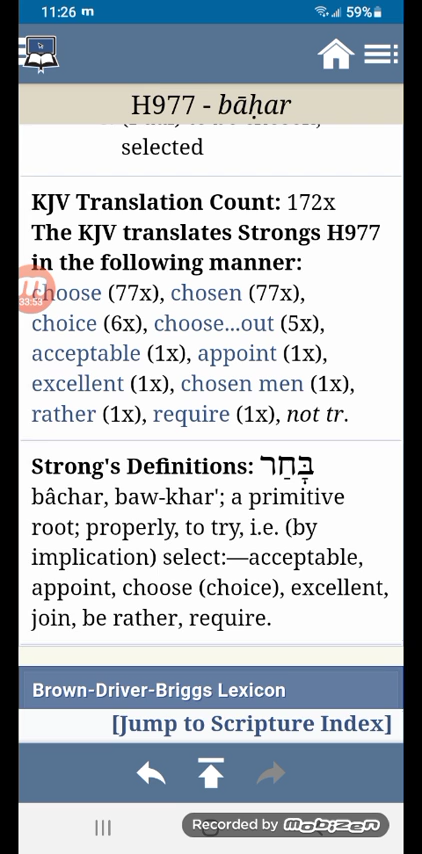 11:26 m 59%
H977 - bāḥar
selected
KJV Translation Count: 172x
The KJV translates Strongs H977
in the following manner:
choose (77x), chosen (77x),
33:53
choice (6x), choose...out (5x),
acceptable (1x), appoint (1x),
excellent (1x), chosen men (1x),
rather (1x), require (1x), not tr.
Strong's Definitions: בָּחַר
bâchar, baw-khar'; a primitive
root; properly, to try, i.e. (by
implication) select:—acceptable,
appoint, choose (choice), excellent,
join, be rather, require.
Brown-Driver-Briggs Lexicon
[Jump to Scripture Index]
Recorded by mobizen